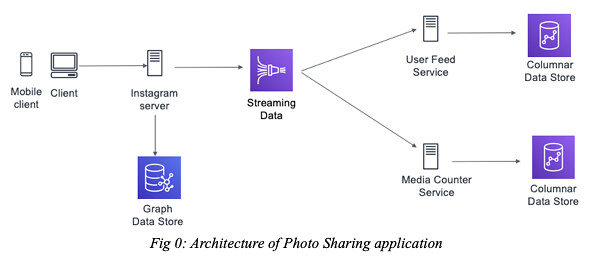 Mobile
client
Client
Instagram
server
Streaming
Data
User Feed
Service
Columnar
Data Store
Media Counter
Service
Columnar
Data Store
Graph
Data Store
Fig 0: Architecture of Photo Sharing application